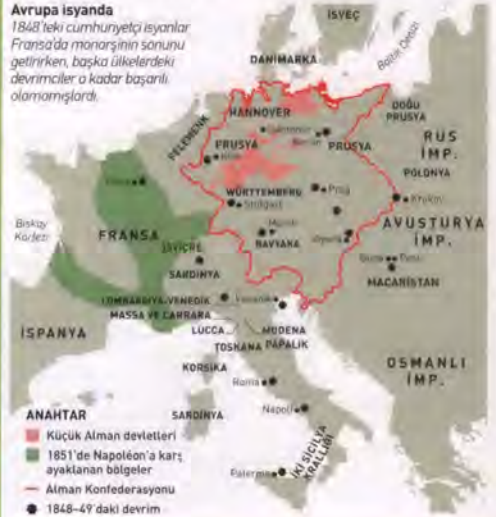 Avrupa isyanda
1848'teki cumhuriyetçi isyanlar
Fransa'da monarşinin sonunu
getirirken, başka ülkelerdeki
devrimciler o kadar başarılı
olamamışlardı.
İSVEÇ
Baltık Denizi
DANİMARKA
HANNOVER
DOĞU
PRUSYA
FELEMENK
PRUSYA
Berlin
PRUSYA
RUS
İMP.
POLONYA
Köln
Paris
WÜRTTEMBERG
Prag
Stuttgart
Krakov
Biskay
Körfezi
FRANSA
Münih
BAVYARA
Viyana
AVUSTURYA
İMP.
İSVİÇRE
SARDİNYA
Buda
Peşte
MACARİSTAN
LOMBARDİYA-VENEDİK
Venedik
MASSA VE CARRARA
LUCCA
MODENA
İSPANYA
TOSKANA
PAPALIK
KORSİKA
OSMANLI
İMP.
Roma
ANAHTAR
SARDİNYA
Napoli
Küçük Alman devletleri
1851'de Napoléon'a karş
ayaklanan bölgeler
İKİ SİCİLYA
KRALLIĞI
Alman Konfederasyonu
Palermo
1848-49'daki devrim